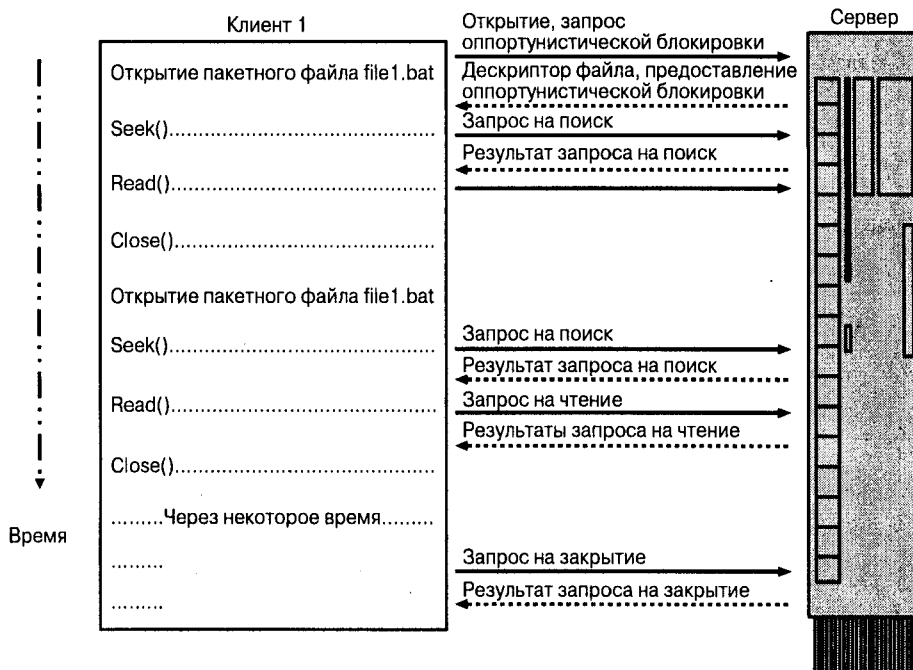 Клиент 1
Сервер
Открытие, запрос
оппортунистической блокировки
Открытие пакетного файла file1.bat
Дескриптор файла, предоставление
оппортунистической блокировки
Seek()....................................................
Запрос на поиск
Результат запроса на поиск
Read()....................................................
Close()...................................................
Открытие пакетного файла file1.bat
Seek()....................................................
Запрос на поиск
Результат запроса на поиск
Read()....................................................
Запрос на чтение
Результаты запроса на чтение
Close()...................................................
.........Через некоторое время.........
Время
.........
Запрос на закрытие
.........
Результат запроса на закрытие